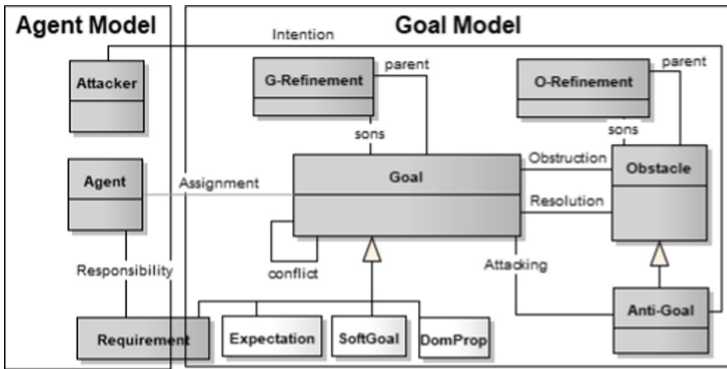 Agent Model
Goal Model
Intention
Attacker
G-Refinement
parent
O-Refinement
parent
sons
sons
Agent
Assignment
Goal
Obstruction
Obstacle
Resolution
Responsibility
conflict
Attacking
Requirement
Expectation
SoftGoal
DomProp
Anti-Goal